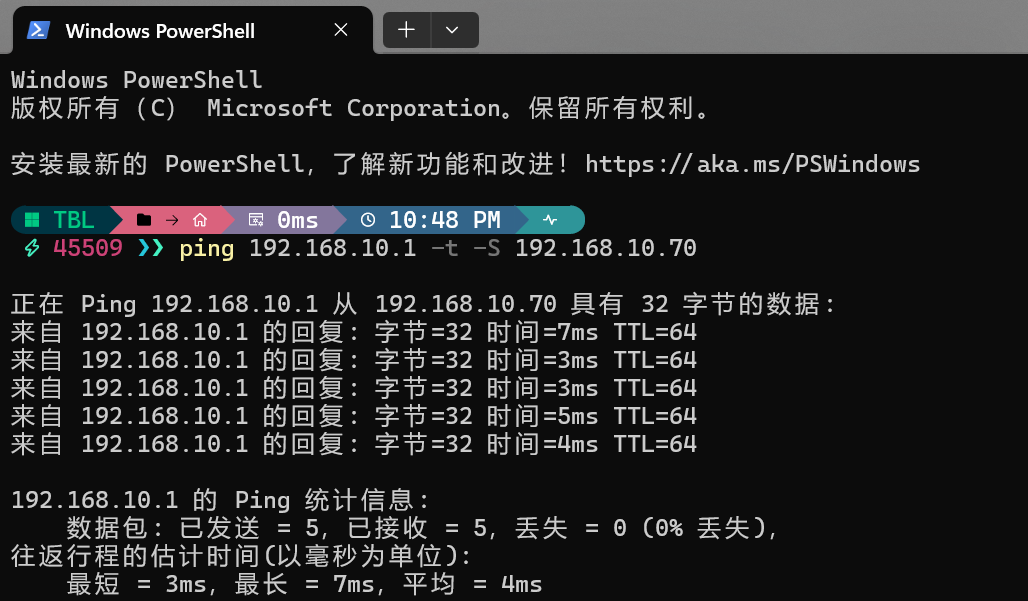 Windows PowerShell
Windows PowerShell
版权所有 (C) Microsoft Corporation。保留所有权利。
安装最新的 PowerShell，了解新功能和改进！https://aka.ms/PSWindows
TBL → 0ms 10:48 PM
45509 ❯❯ ping 192.168.10.1 -t -S 192.168.10.70
正在 Ping 192.168.10.1 从 192.168.10.70 具有 32 字节的数据:
来自 192.168.10.1 的回复: 字节=32 时间=7ms TTL=64
来自 192.168.10.1 的回复: 字节=32 时间=3ms TTL=64
来自 192.168.10.1 的回复: 字节=32 时间=3ms TTL=64
来自 192.168.10.1 的回复: 字节=32 时间=5ms TTL=64
来自 192.168.10.1 的回复: 字节=32 时间=4ms TTL=64
192.168.10.1 的 Ping 统计信息:
数据包: 已发送 = 5，已接收 = 5，丢失 = 0 (0% 丢失)，
往返行程的估计时间(以毫秒为单位):
最短 = 3ms，最长 = 7ms，平均 = 4ms